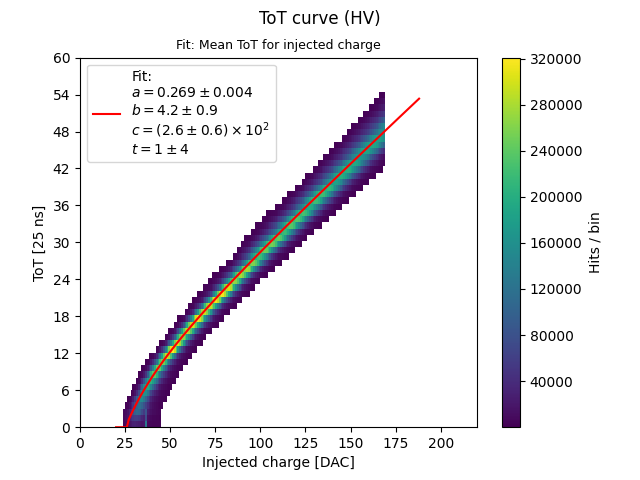 ToT curve (HV)
Fit: Mean ToT for injected charge
Fit:
a = 0.269 ± 0.004
b = 4.2 ± 0.9
c = (2.6 ± 0.6) × 10²
t = 1 ± 4
60
54
48
42
36
30
24
18
12
6
0
ToT [25 ns]
0 25 50 75 100 125 150 175 200
Injected charge [DAC]
320000
280000
240000
200000
160000
120000
80000
40000
Hits / bin